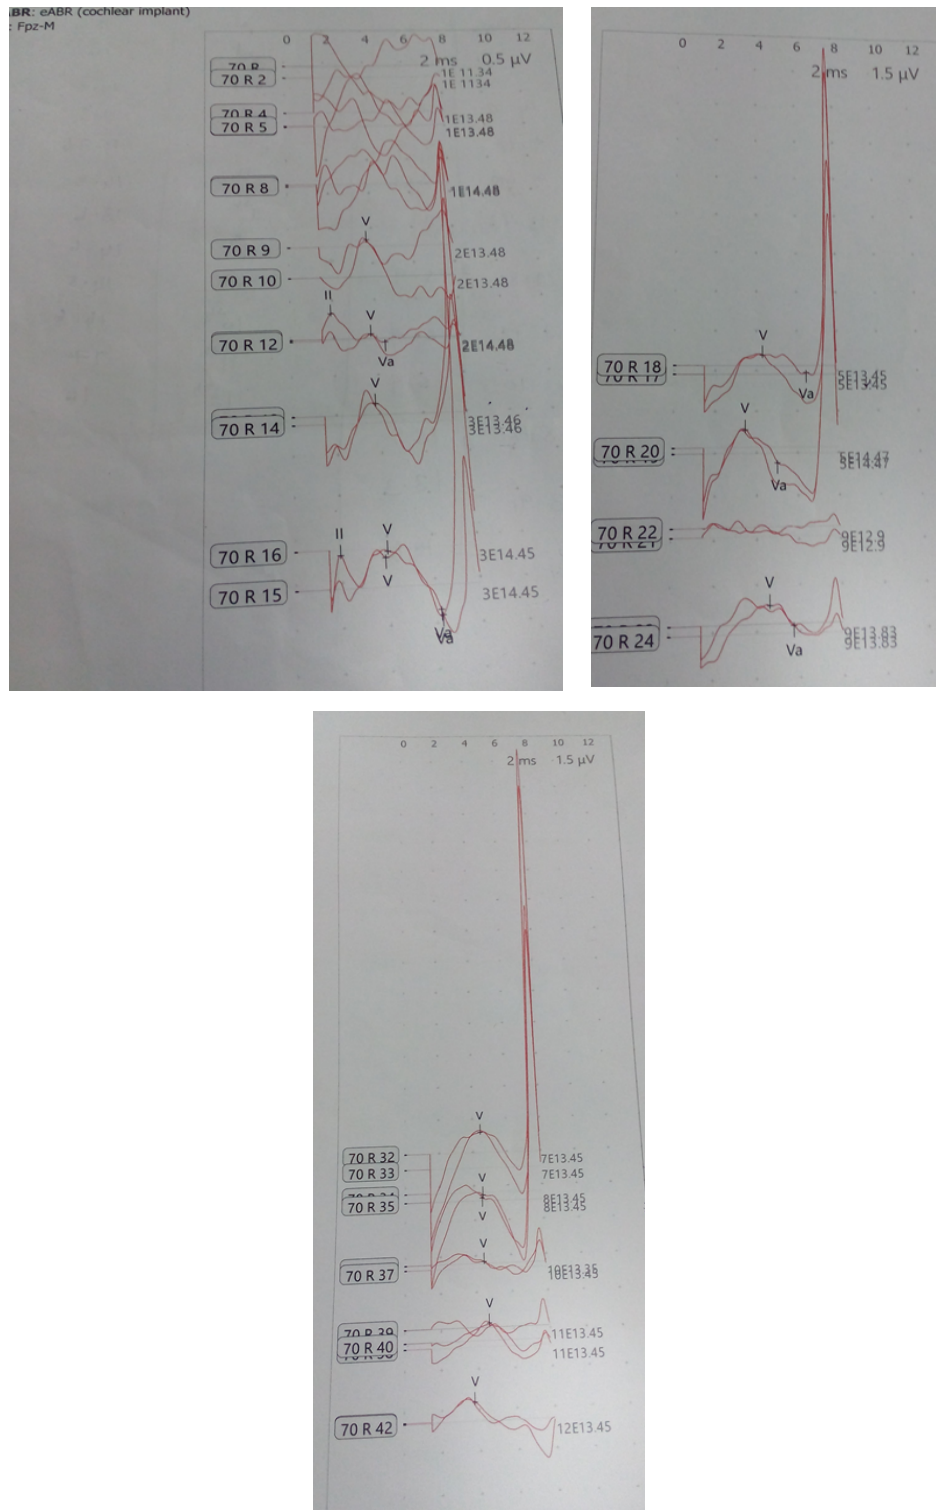 BR: eABR (cochlear implant)
: Fpz-M
0 2 4 6 8 10 12
2 ms 0.5 µV
70 R
70 R 2
1E 11.34
1E 1134
70 R 4
70 R 5
1E13.48
1E13.48
70 R 8
1E14.48
V
70 R 9
2E13.48
70 R 10
2E13.48
II
V
70 R 12
2E14.48
Va
V
3E13.46
70 R 14
3E13.46
II
V
70 R 16
3E14.45
V
70 R 15
3E14.45
Va
0 2 4 6 8 10 12
2 ms 1.5 µV
V
70 R 18
5E13.45
5E13.45
Va
V
70 R 20
5E14.47
5E14.47
Va
70 R 22
9E12.9
70 R 21
9E12.9
V
9E13.83
70 R 24
9E13.83
Va
0 2 4 6 8 10 12
2 ms 1.5 µV
V
70 R 32
7E13.45
70 R 33
7E13.45
V
8E13.45
70 R 35
8E13.45
V
V
70 R 37
10E13.45
V
70 R 39
11E13.45
70 R 40
11E13.45
V
70 R 42
12E13.45